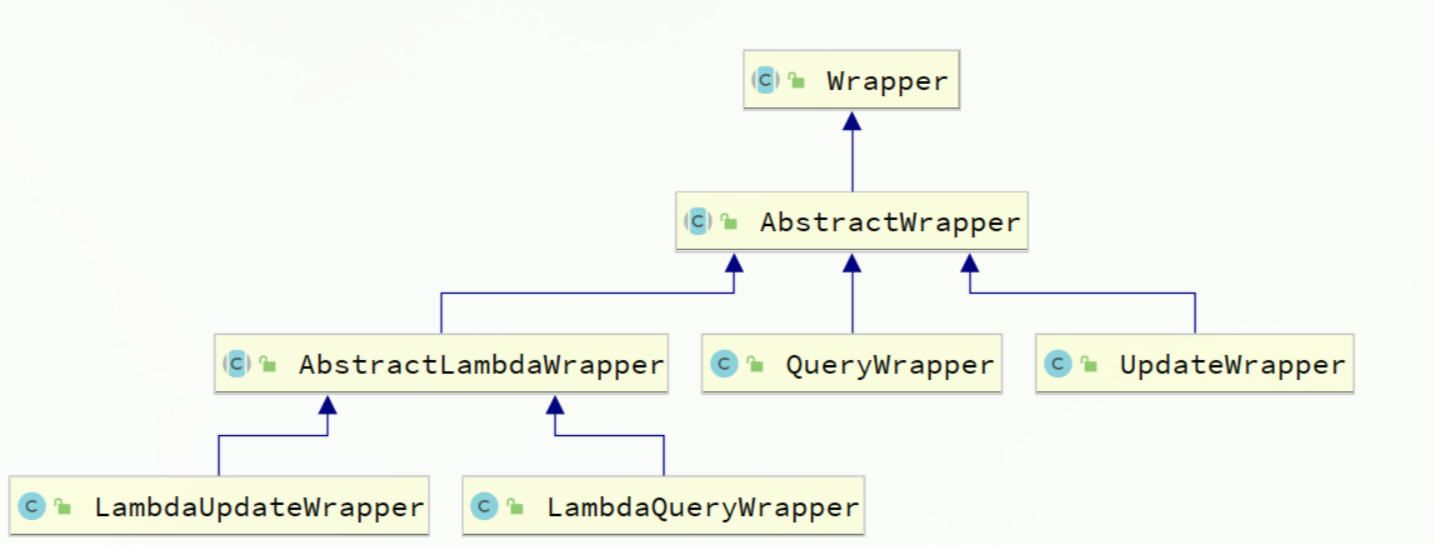 C Wrapper
C AbstractWrapper
C AbstractLambdaWrapper
C QueryWrapper
C UpdateWrapper
C LambdaUpdateWrapper
C LambdaQueryWrapper